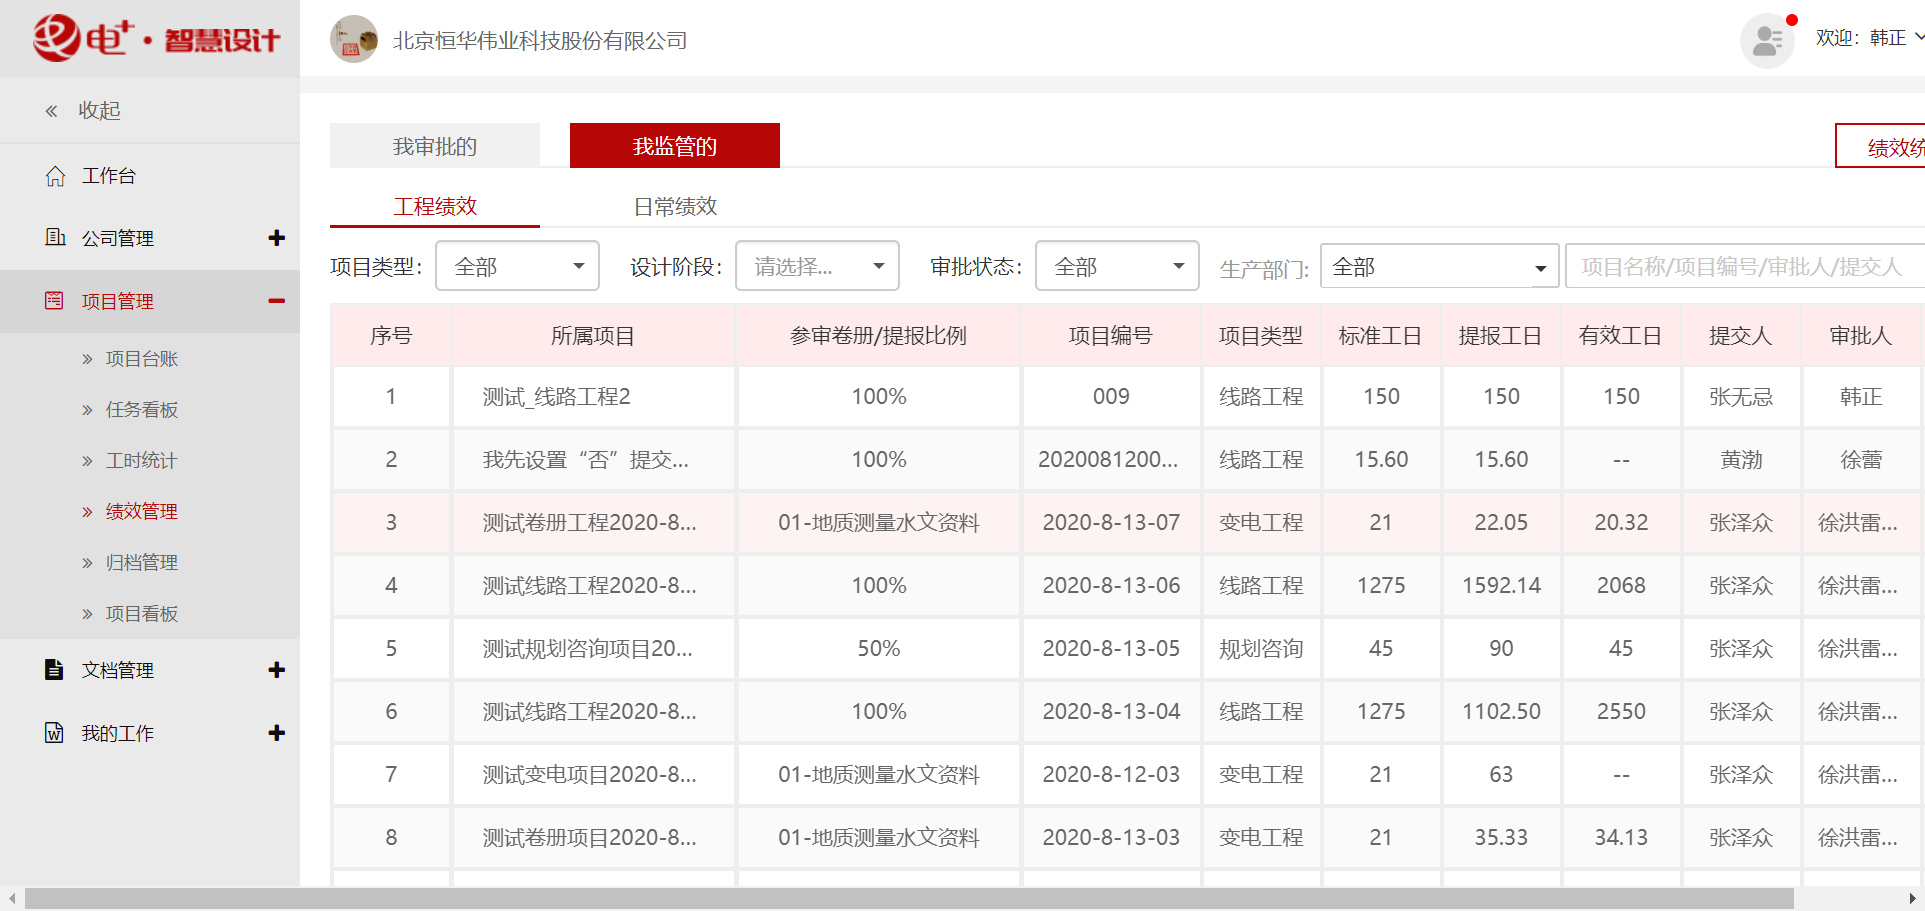 电+·智慧设计
北京恒华伟业科技股份有限公司
欢迎：韩正
收起
工作台
公司管理
项目管理
项目台账
任务看板
工时统计
绩效管理
归档管理
项目看板
文档管理
我的工作
我审批的 我监管的 绩效统
工程绩效 日常绩效
项目类型： 全部 设计阶段： 请选择... 审批状态： 全部 生产部门: 全部 项目名称/项目编号/审批人/提交人
序号 所属项目 参审卷册/提报比例 项目编号 项目类型 标准工日 提报工日 有效工日 提交人 审批人
1 测试_线路工程2 100% 009 线路工程 150 150 150 张无忌 韩正
2 我先设置“否”提交... 100% 2020081200... 线路工程 15.60 15.60 -- 黄渤 徐蕾
3 测试卷册工程2020-8... 01-地质测量水文资料 2020-8-13-07 变电工程 21 22.05 20.32 张泽众 徐洪雷...
4 测试线路工程2020-8... 100% 2020-8-13-06 线路工程 1275 1592.14 2068 张泽众 徐洪雷...
5 测试规划咨询项目20... 50% 2020-8-13-05 规划咨询 45 90 45 张泽众 徐洪雷...
6 测试线路工程2020-8... 100% 2020-8-13-04 线路工程 1275 1102.50 2550 张泽众 徐洪雷...
7 测试变电项目2020-8... 01-地质测量水文资料 2020-8-12-03 变电工程 21 63 -- 张泽众 徐洪雷...
8 测试卷册项目2020-8... 01-地质测量水文资料 2020-8-13-03 变电工程 21 35.33 34.13 张泽众 徐洪雷...